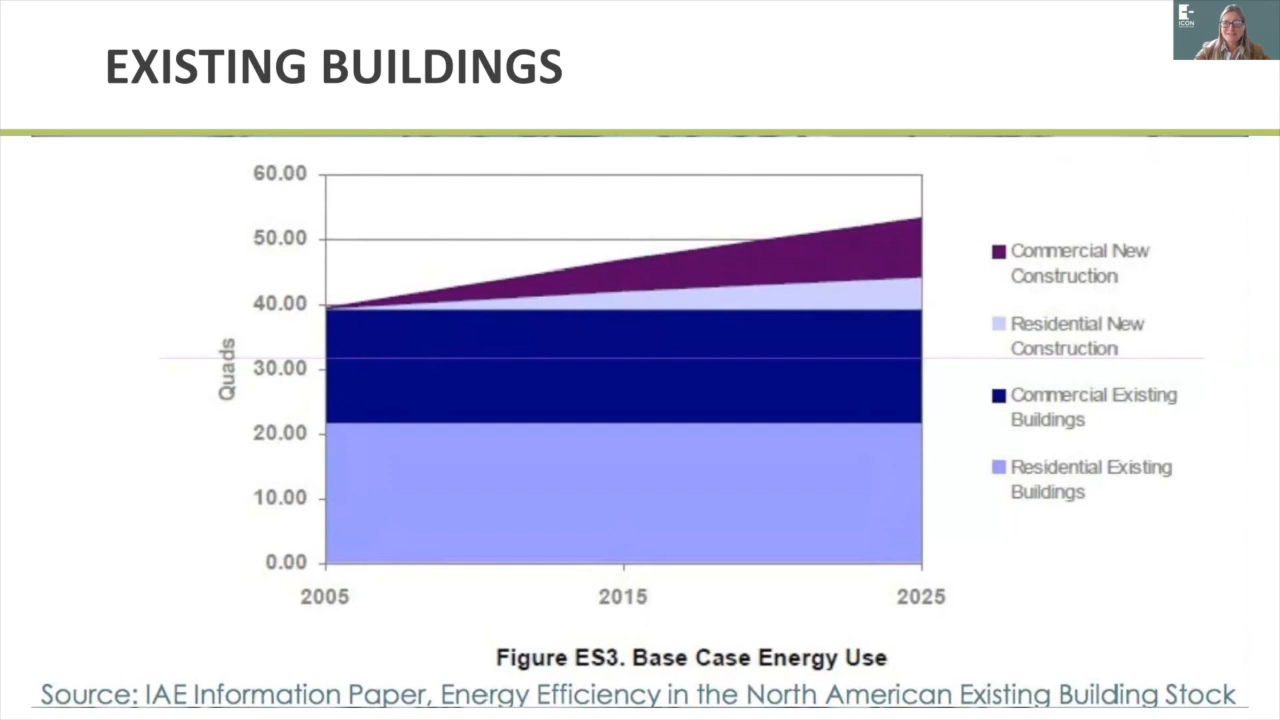 EXISTING BUILDINGS
ICON
60.00
50.00
40.00
30.00
20.00
10.00
0.00
Quads
2005
2015
2025
Commercial New
Construction
Residential New
Construction
Commercial Existing
Buildings
Residential Existing
Buildings
Figure ES3. Base Case Energy Use
Source: IAE Information Paper, Energy Efficiency in the North American Existing Building Stock